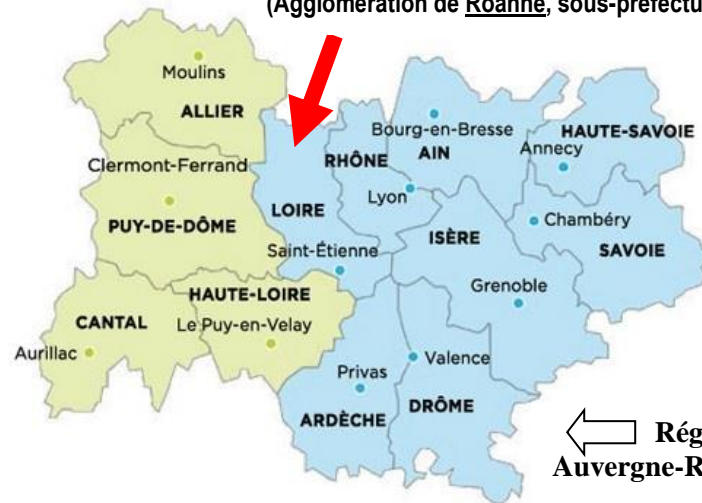 (Agglomération de Roanne, sous-préfectu
Moulins
ALLIER
Bourg-en-Bresse
AIN
HAUTE-SAVOIE
Annecy
RHÔNE
Clermont-Ferrand
Lyon
LOIRE
PUY-DE-DÔME
Chambéry
ISÈRE
SAVOIE
Saint-Étienne
Grenoble
HAUTE-LOIRE
CANTAL
Le Puy-en-Velay
Aurillac
Privas
Valence
ARDÈCHE
DRÔME
Rég
Auvergne-R